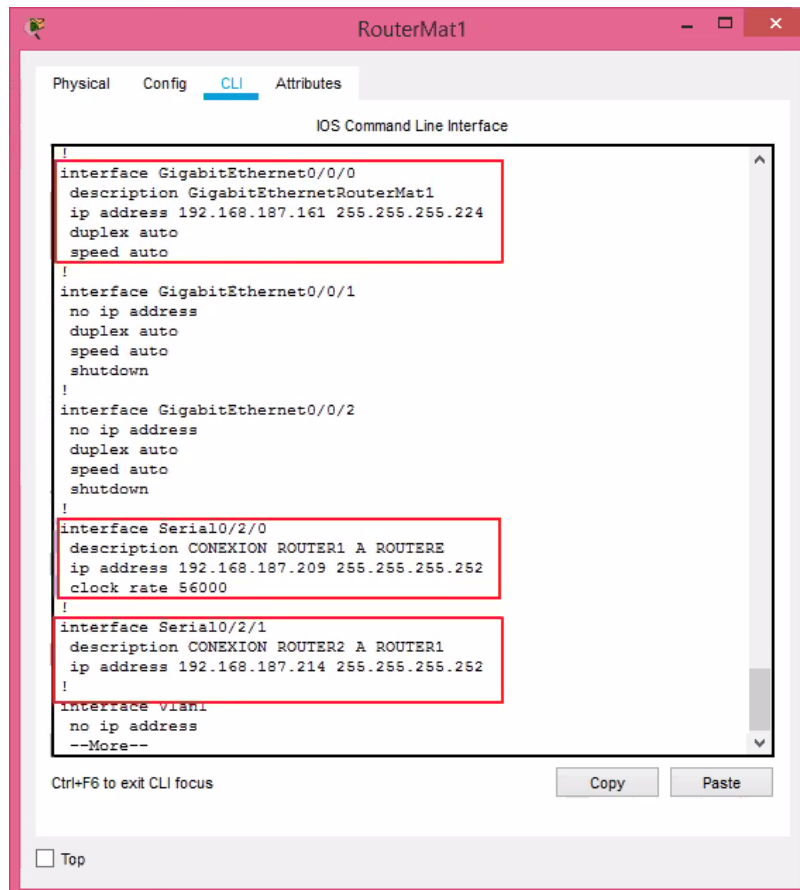 RouterMat1
Physical Config CLI Attributes
IOS Command Line Interface
!
interface GigabitEthernet0/0/0
description GigabitEthernetRouterMat1
ip address 192.168.187.161 255.255.255.224
duplex auto
speed auto
!
interface GigabitEthernet0/0/1
no ip address
duplex auto
speed auto
shutdown
!
interface GigabitEthernet0/0/2
no ip address
duplex auto
speed auto
shutdown
!
interface Serial0/2/0
description CONEXION ROUTER1 A ROUTERE
ip address 192.168.187.209 255.255.255.252
clock rate 56000
!
interface Serial0/2/1
description CONEXION ROUTER2 A ROUTER1
ip address 192.168.187.214 255.255.255.252
!
interface Vlan1
no ip address
--More--
Ctrl+F6 to exit CLI focus
Copy Paste
Top